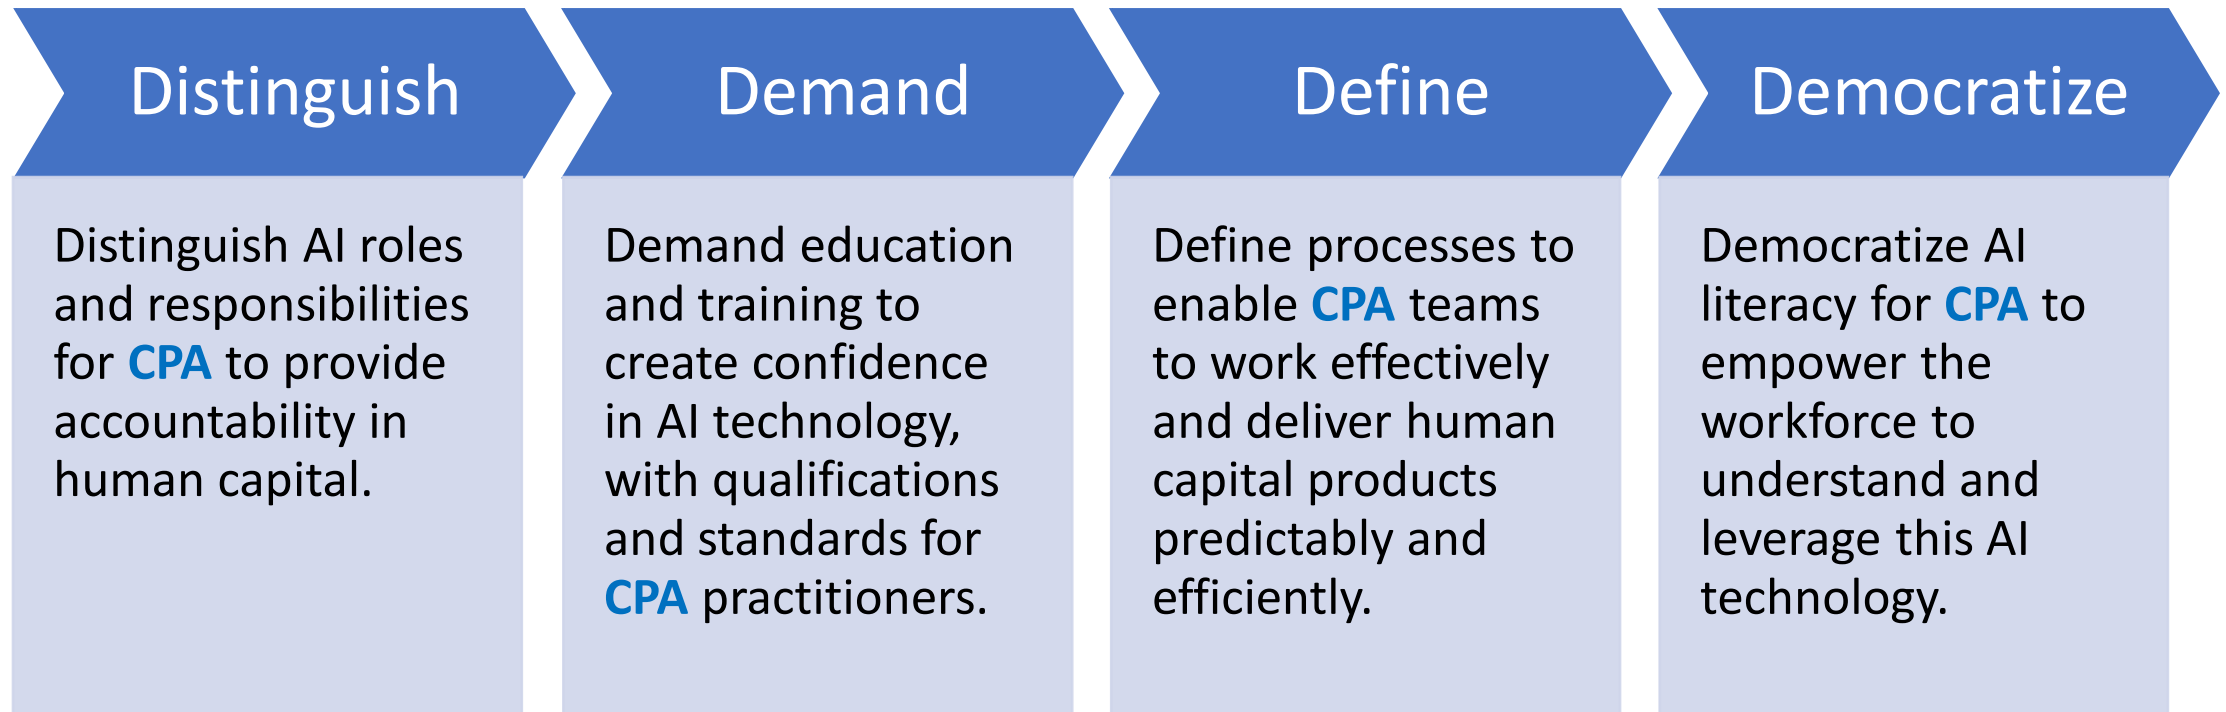 Distinguish
Distinguish AI roles
and responsibilities
for CPA to provide
accountability in
human capital.
Demand
Demand education
and training to
create confidence
in AI technology,
with qualifications
and standards for
CPA practitioners.
Define
Define processes to
enable CPA teams
to work effectively
and deliver human
capital products
predictably and
efficiently.
Democratize
Democratize AI
literacy for CPA to
empower the
workforce to
understand and
leverage this AI
technology.